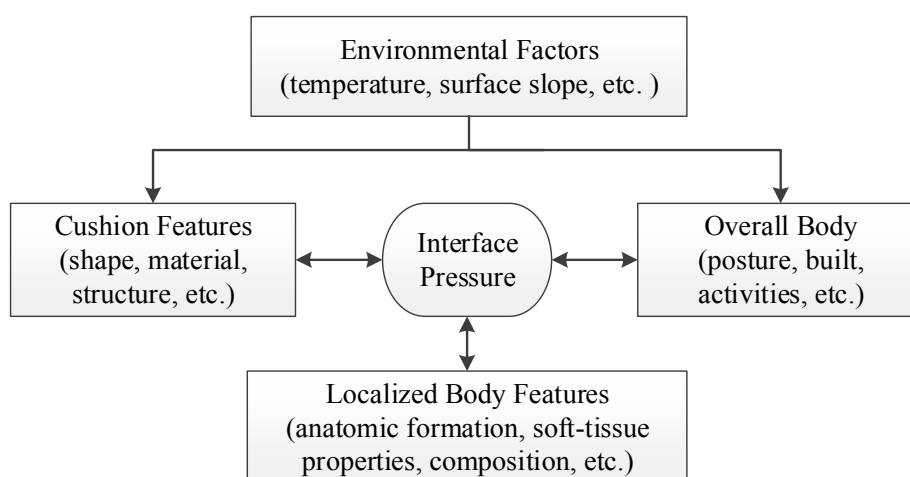 Environmental Factors
(temperature, surface slope, etc. )
Cushion Features
(shape, material,
structure, etc.)
Interface
Pressure
Overall Body
(posture, built,
activities, etc.)
Localized Body Features
(anatomic formation, soft-tissue
properties, composition, etc.)